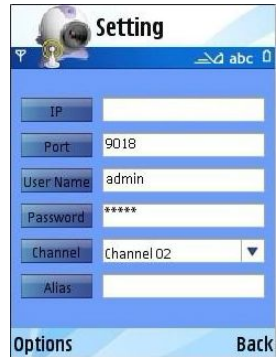 Setting
abc
IP
Port 9018
User Name admin
Password *****
Channel Channel 02
Alias
Options Back